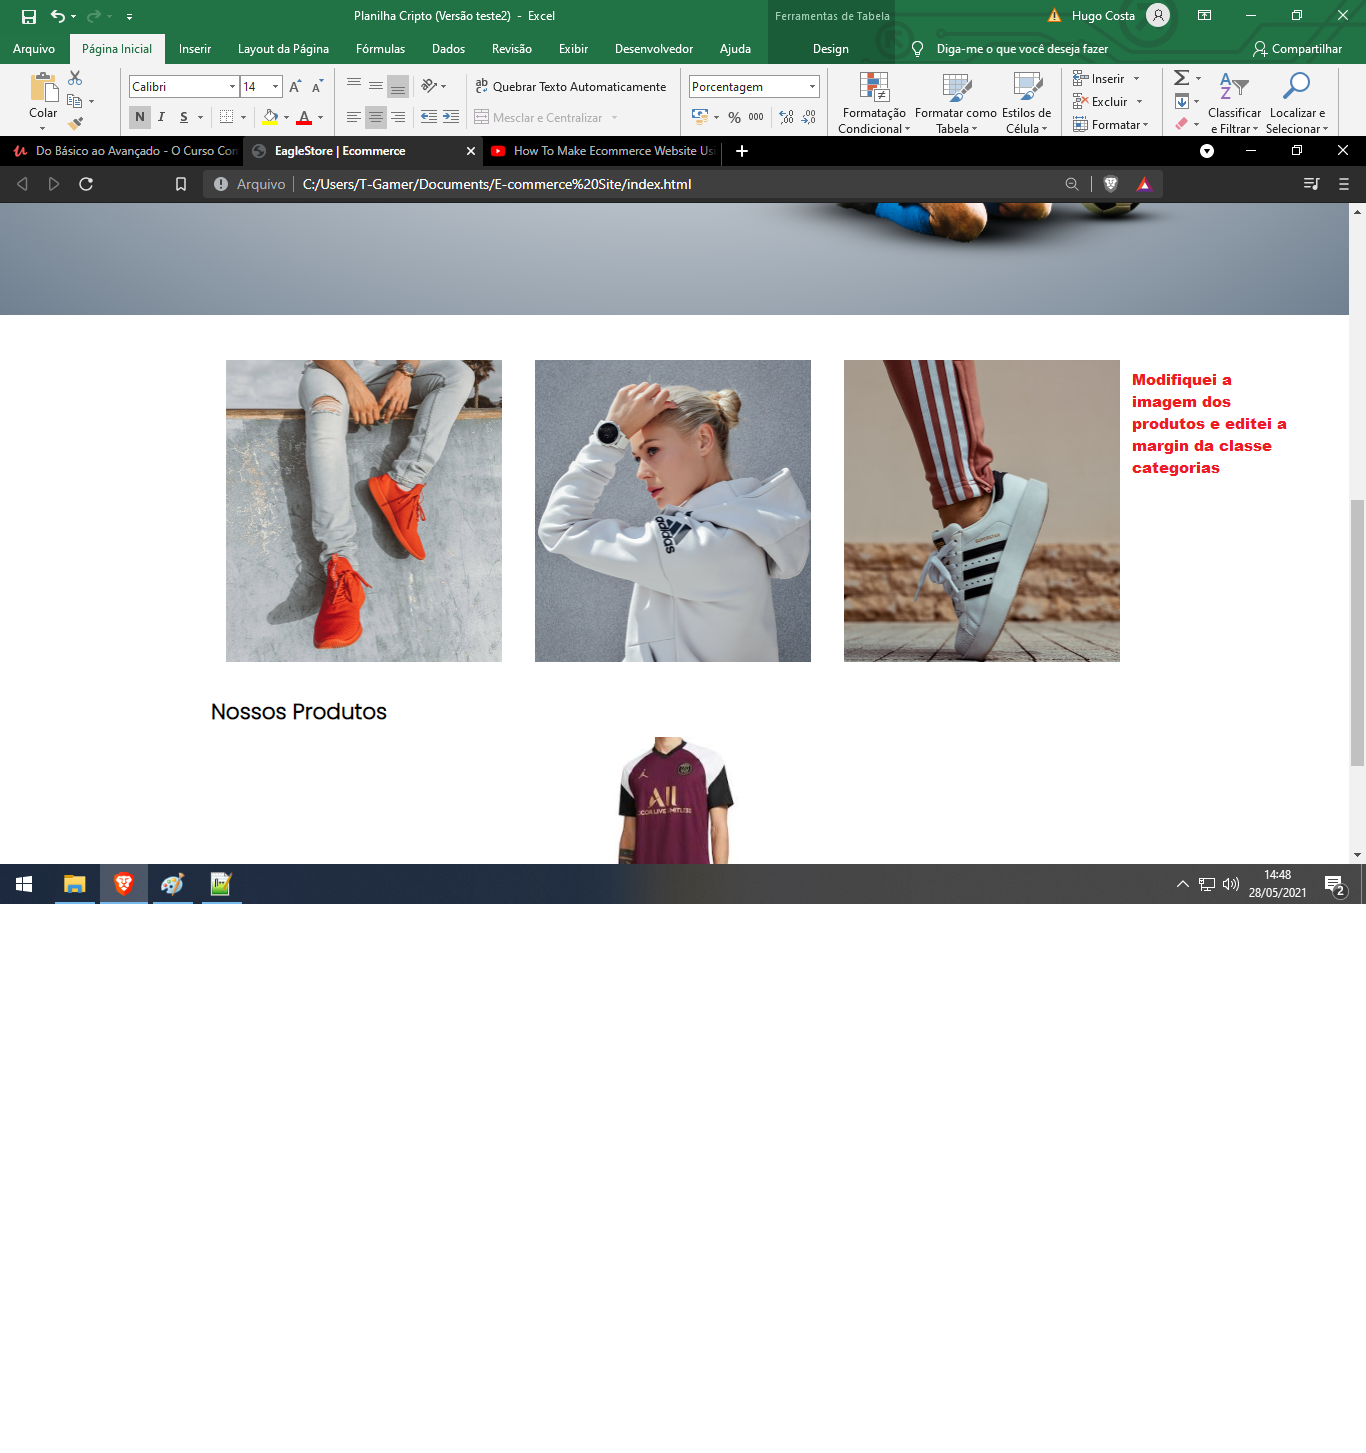 Planilha Cripto (Versão teste2) - Excel
Ferramentas de Tabela
Hugo Costa
Arquivo
Página Inicial
Inserir
Layout da Página
Fórmulas
Dados
Revisão
Exibir
Desenvolvedor
Ajuda
Design
Diga-me o que você deseja fazer
Compartilhar
Colar
Calibri
14
N
I
S
Quebrar Texto Automaticamente
Mesclar e Centralizar
Porcentagem
% 000
Formatação
Condicional
Formatar como
Tabela
Estilos de
Célula
Inserir
Excluir
Formatar
Classificar
e Filtrar
Localizar e
Selecionar
Do Básico ao Avançado - O Curso Com
EagleStore | Ecommerce
How To Make Ecommerce Website Usi
Arquivo
C:/Users/T-Gamer/Documents/E-commerce%20Site/index.html
Modifiquei a
imagem dos
produtos e editei a
margin da classe
categorias
adidas
Nossos Produtos
All
14:48
28/05/2021
2